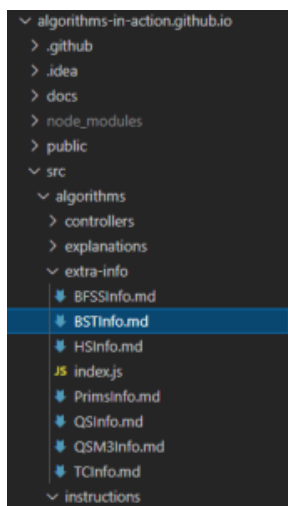 algorithms-in-action.github.io
.github
.idea
docs
node_modules
public
src
algorithms
controllers
explanations
extra-info
BFSSInfo.md
BSTInfo.md
HSInfo.md
JS index.js
PrimsInfo.md
QSInfo.md
QSM3Info.md
TCInfo.md
instructions